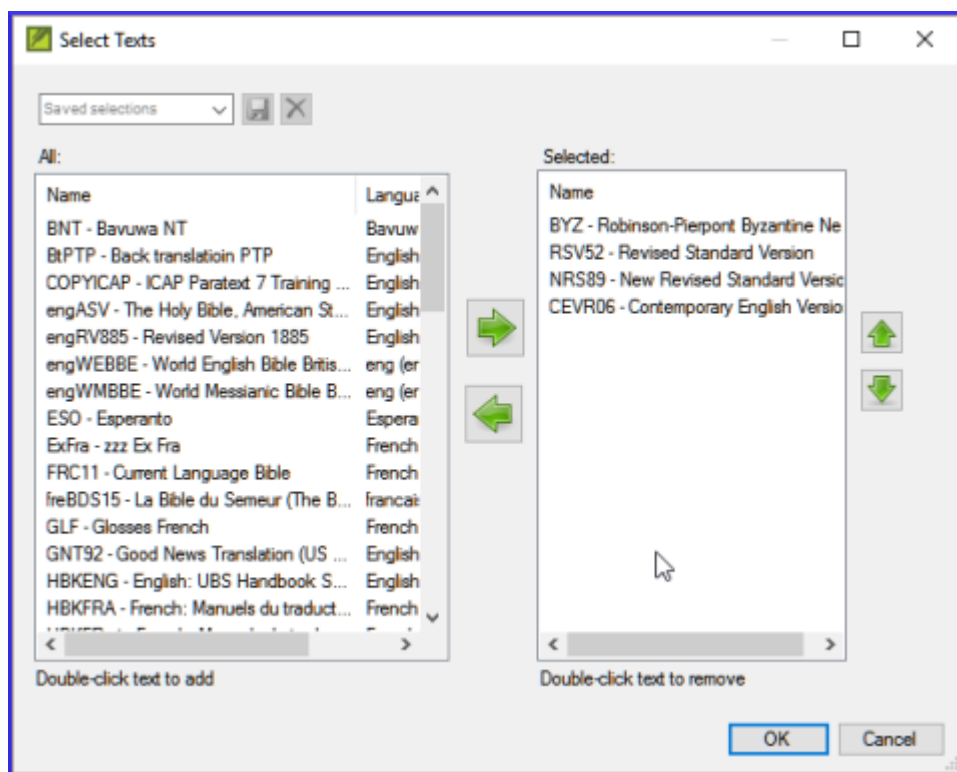 Select Texts
Saved selections
All:
Name Langua
BNT - Bavuwa NT Bavuw
BtPTP - Back translatioin PTP English
COPYICAP - ICAP Paratext 7 Training ... English
engASV - The Holy Bible, American St... English
engRV885 - Revised Version 1885 English
engWEBBE - World English Bible Britis... eng (er
engWMBBE - World Messianic Bible B... eng (er
ESO - Esperanto Espera
ExFra - zzz Ex Fra French
FRC11 - Current Language Bible French
freBDS15 - La Bible du Semeur (The B... francais
GLF - Glosses French French
GNT92 - Good News Translation (US ... English
HBKENG - English: UBS Handbook S... English
HBKFRA - French: Manuels du traduct... French
Double-click text to add
Selected:
Name
BYZ - Robinson-Pierpont Byzantine Ne
RSV52 - Revised Standard Version
NRS89 - New Revised Standard Versic
CEVR06 - Contemporary English Versio
Double-click text to remove
OK Cancel